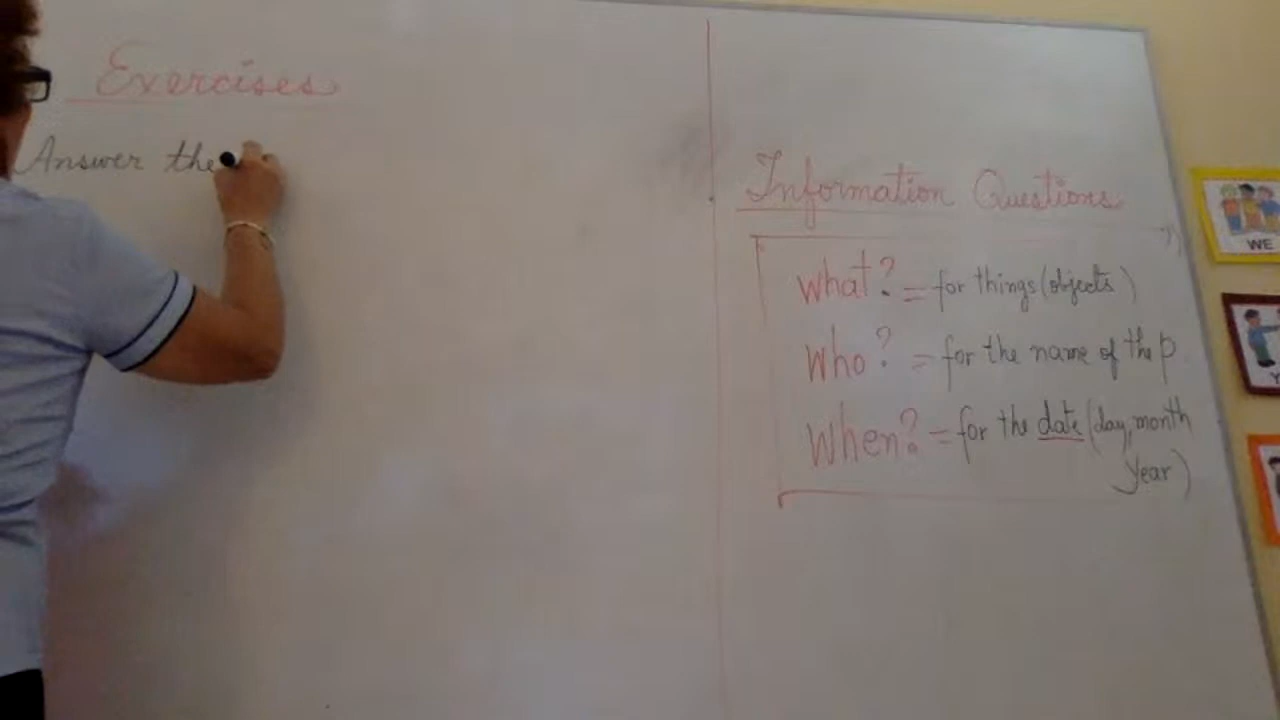 Exercises
Answer the
Information Questions
What? = for things (objects)
Who? = for the name of the p
When? = for the date (day, month
year)
WE